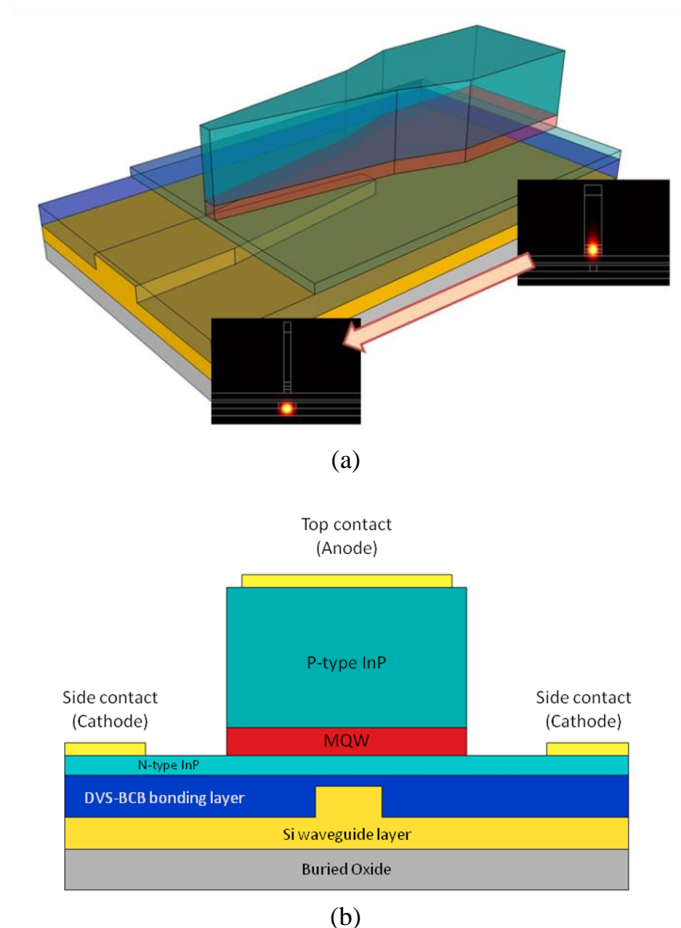 (a)
Top contact
(Anode)
P-type InP
Side contact
(Cathode)
Side contact
(Cathode)
MQW
N-type InP
DVS-BCB bonding layer
Si waveguide layer
Buried Oxide
(b)